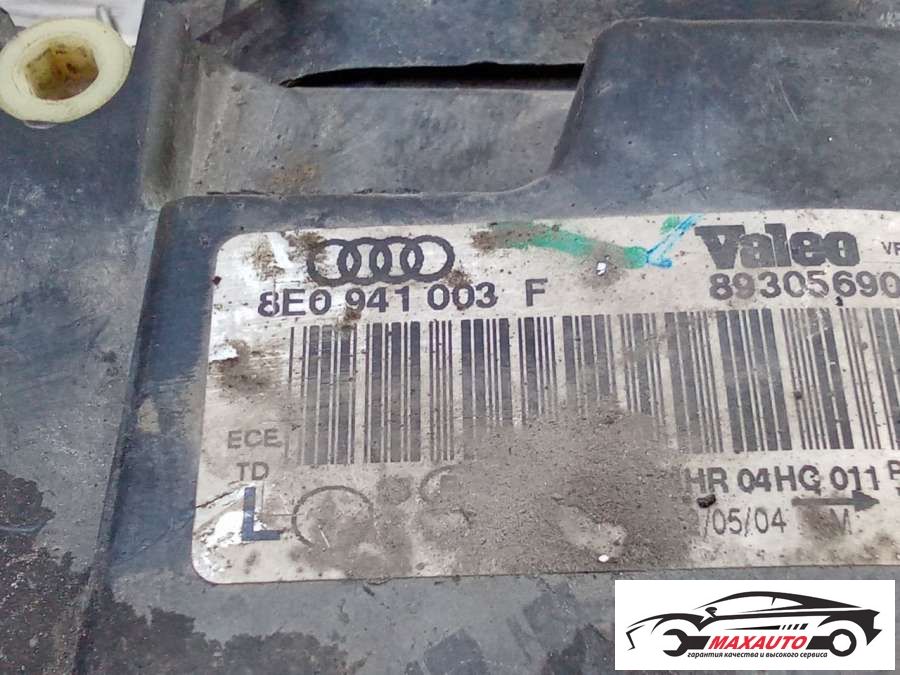 Valeo
8E0 941 003 F
89305690
ECE
TD
L
HR 04HG 011
/05/04
MAXAUTO
гарантия качества и высокого сервиса